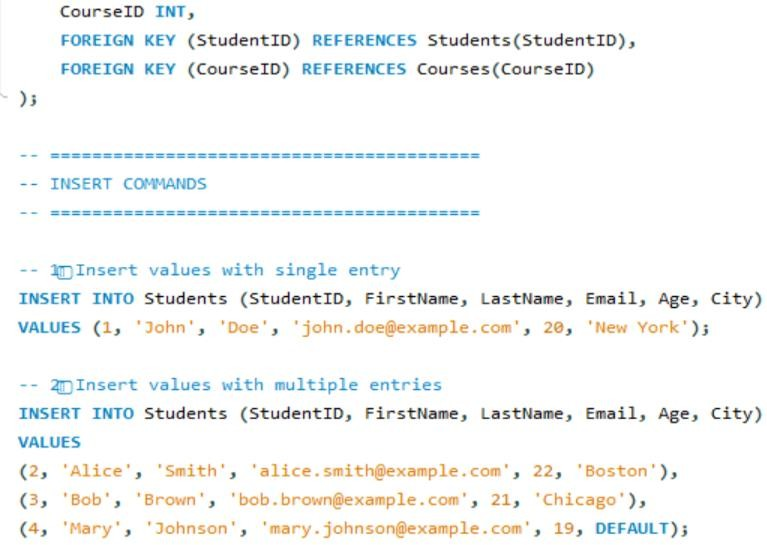 CourseID INT,
FOREIGN KEY (StudentID) REFERENCES Students(StudentID),
FOREIGN KEY (CourseID) REFERENCES Courses(CourseID)
);
-- =========================================
-- INSERT COMMANDS
-- =========================================
-- 1 Insert values with single entry
INSERT INTO Students (StudentID, FirstName, LastName, Email, Age, City)
VALUES (1, 'John', 'Doe', 'john.doe@example.com', 20, 'New York');
-- 2 Insert values with multiple entries
INSERT INTO Students (StudentID, FirstName, LastName, Email, Age, City)
VALUES
(2, 'Alice', 'Smith', 'alice.smith@example.com', 22, 'Boston'),
(3, 'Bob', 'Brown', 'bob.brown@example.com', 21, 'Chicago'),
(4, 'Mary', 'Johnson', 'mary.johnson@example.com', 19, DEFAULT);